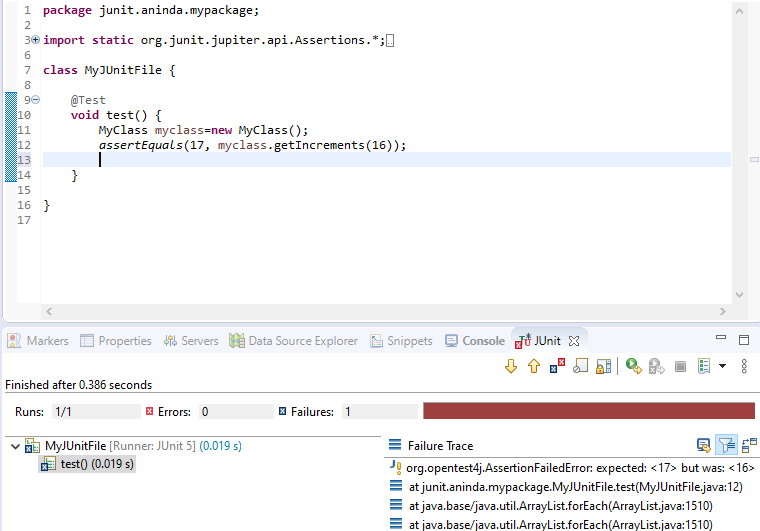 1 package junit.aninda.mypackage;
2
3 import static org.junit.jupiter.api.Assertions.*;
6
7 class MyJUnitFile {
8
9 @Test
10 void test() {
11 MyClass myclass=new MyClass();
12 assertEquals(17, myclass.getIncrements(16));
13
14 }
15
16 }
17
Markers Properties Servers Data Source Explorer Snippets Console JUnit
Finished after 0.386 seconds
Runs: 1/1 Errors: 0 Failures: 1
MyJUnitFile [Runner: JUnit 5] (0.019 s)
test() (0.019 s)
Failure Trace
org.opentest4j.AssertionFailedError: expected: <17> but was: <16>
at junit.aninda.mypackage.MyJUnitFile.test(MyJUnitFile.java:12)
at java.base/java.util.ArrayList.forEach(ArrayList.java:1510)
at java.base/java.util.ArrayList.forEach(ArrayList.java:1510)